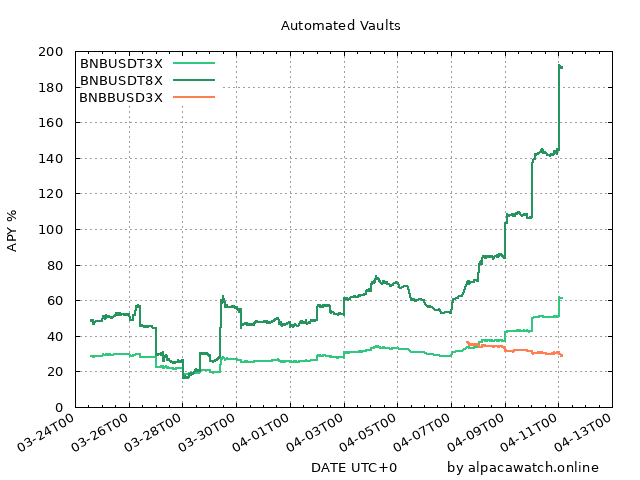 Automated Vaults
BNBUSDT3X
BNBUSDT8X
BNBBUSD3X
APY %
200
180
160
140
120
100
80
60
40
20
0
03-24T00
03-26T00
03-28T00
03-30T00
04-01T00
04-03T00
04-05T00
04-07T00
04-09T00
04-11T00
04-13T00
DATE UTC+0
by alpacawatch.online